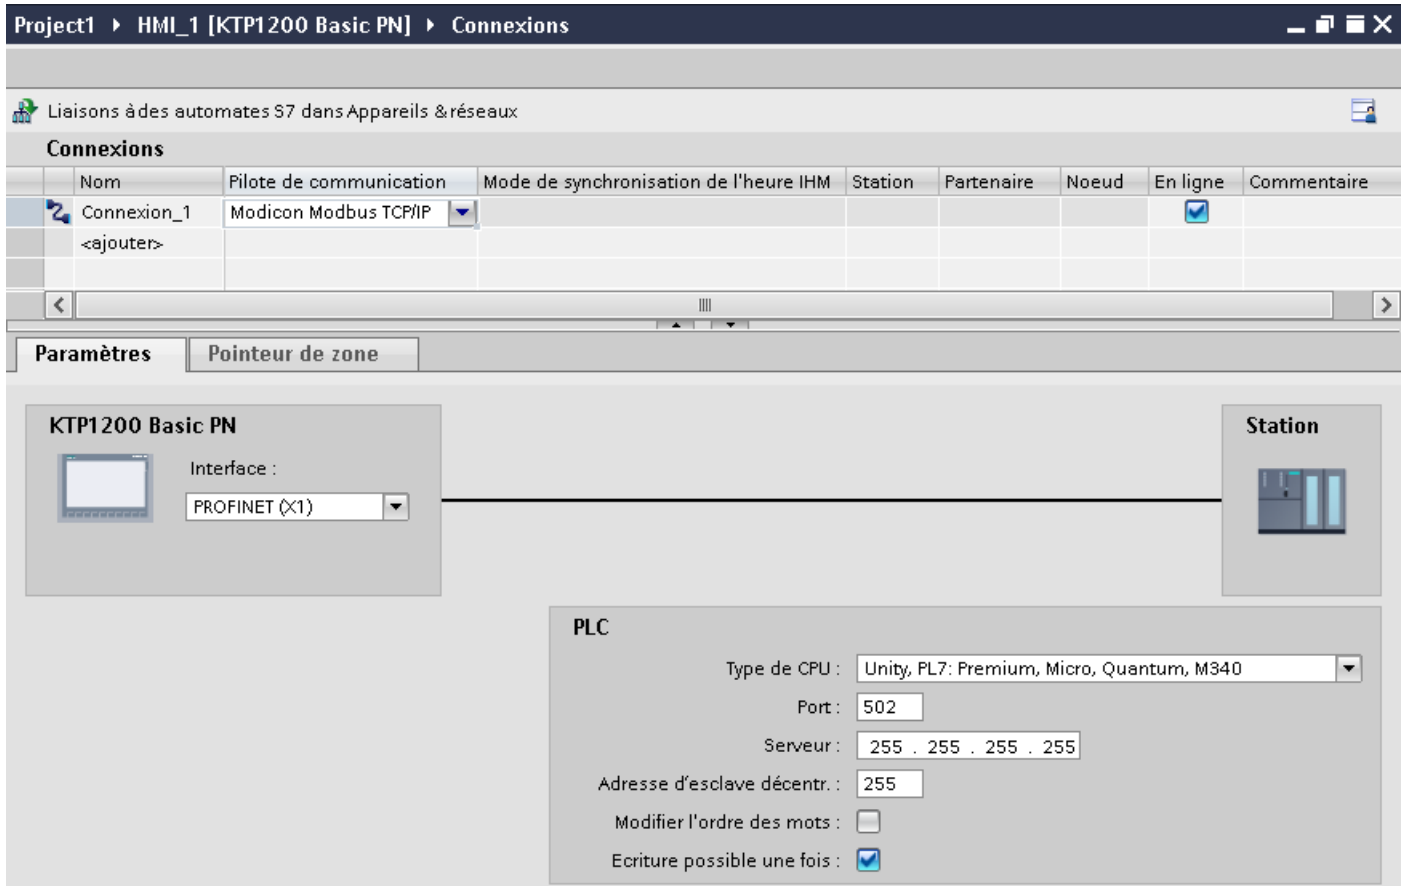 Project1 ▸ HMI_1 [KTP1200 Basic PN] ▸ Connexions
Liaisons à des automates S7 dans Appareils & réseaux
Connexions
Nom Pilote de communication Mode de synchronisation de l'heure IHM Station Partenaire Noeud En ligne Commentaire
Connexion_1 Modicon Modbus TCP/IP
<ajouter>
Paramètres Pointeur de zone
KTP1200 Basic PN Station
Interface :
PROFINET (X1)
PLC
Type de CPU : Unity, PL7: Premium, Micro, Quantum, M340
Port : 502
Serveur : 255 . 255 . 255 . 255
Adresse d'esclave décentr. : 255
Modifier l'ordre des mots :
Ecriture possible une fois :